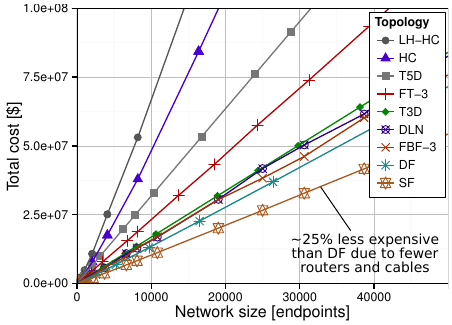 1.0e+08
7.5e+07
5.0e+07
2.5e+07
0.0e+00
Total cost [$]
0
10000
20000
30000
40000
Network size [endpoints]
Topology
LH−HC
HC
T5D
FT−3
T3D
DLN
FBF−3
DF
SF
~25% less expensive
than DF due to fewer
routers and cables